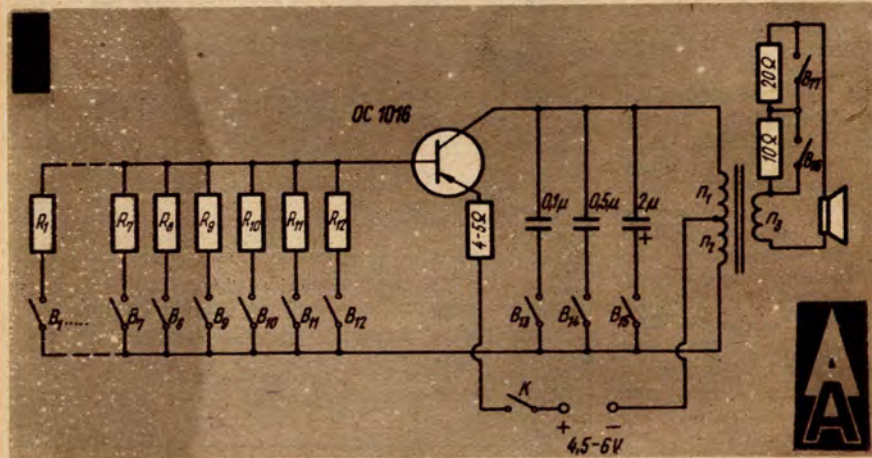 OC 1016
20Ω
B₁₇
10Ω
B₁₆
R₁
R₇
R₈
R₉
R₁₀
R₁₁
R₁₂
4-5Ω
0,1μ
0,5μ
2μ
+
n₁
n₂
n₃
B₁.....
B₇
B₈
B₉
B₁₀
B₁₁
B₁₂
B₁₃
B₁₄
B₁₅
K
+ −
4,5-6V
A